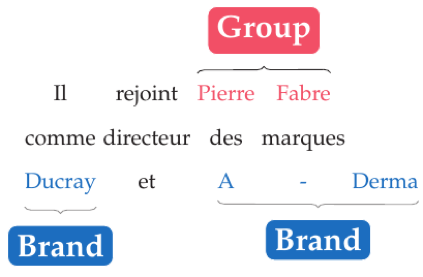 Group
Il rejoint Pierre Fabre
comme directeur des marques
Ducray et A - Derma
Brand Brand